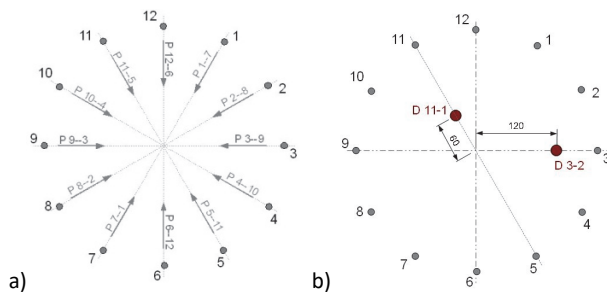 12
11
1
P 11--5
P 12--6
P 1--7
10
2
P 10--4
P 2--8
9
P 9--3
P 3--9
3
P 8--2
P 4--10
8
4
P 7--1
P 6--12
P 5--11
7
5
6
a)
12
11
1
10
2
D 11-1
120
60
9
3
D 3-2
8
4
7
5
6
b)